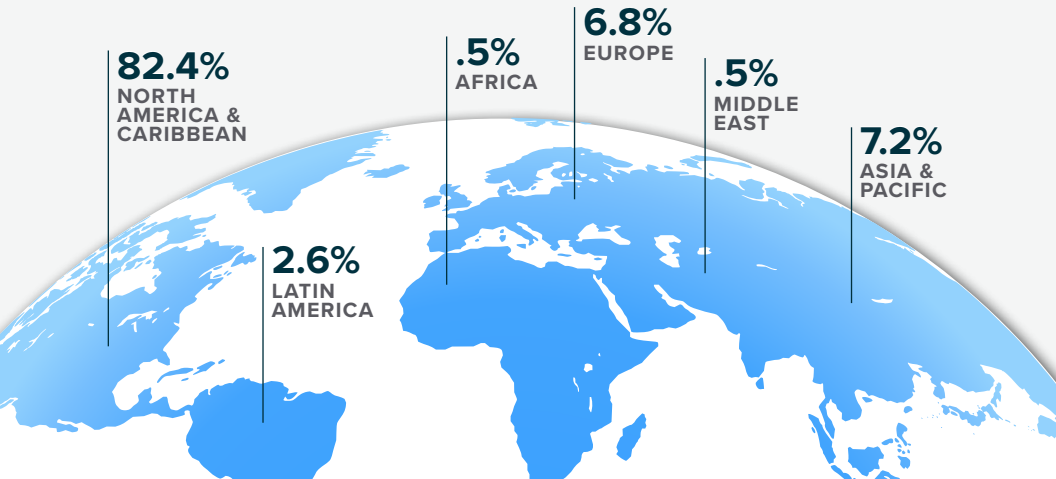 82.4%
NORTH
AMERICA &
CARIBBEAN
2.6%
LATIN
AMERICA
.5%
AFRICA
6.8%
EUROPE
.5%
MIDDLE
EAST
7.2%
ASIA &
PACIFIC